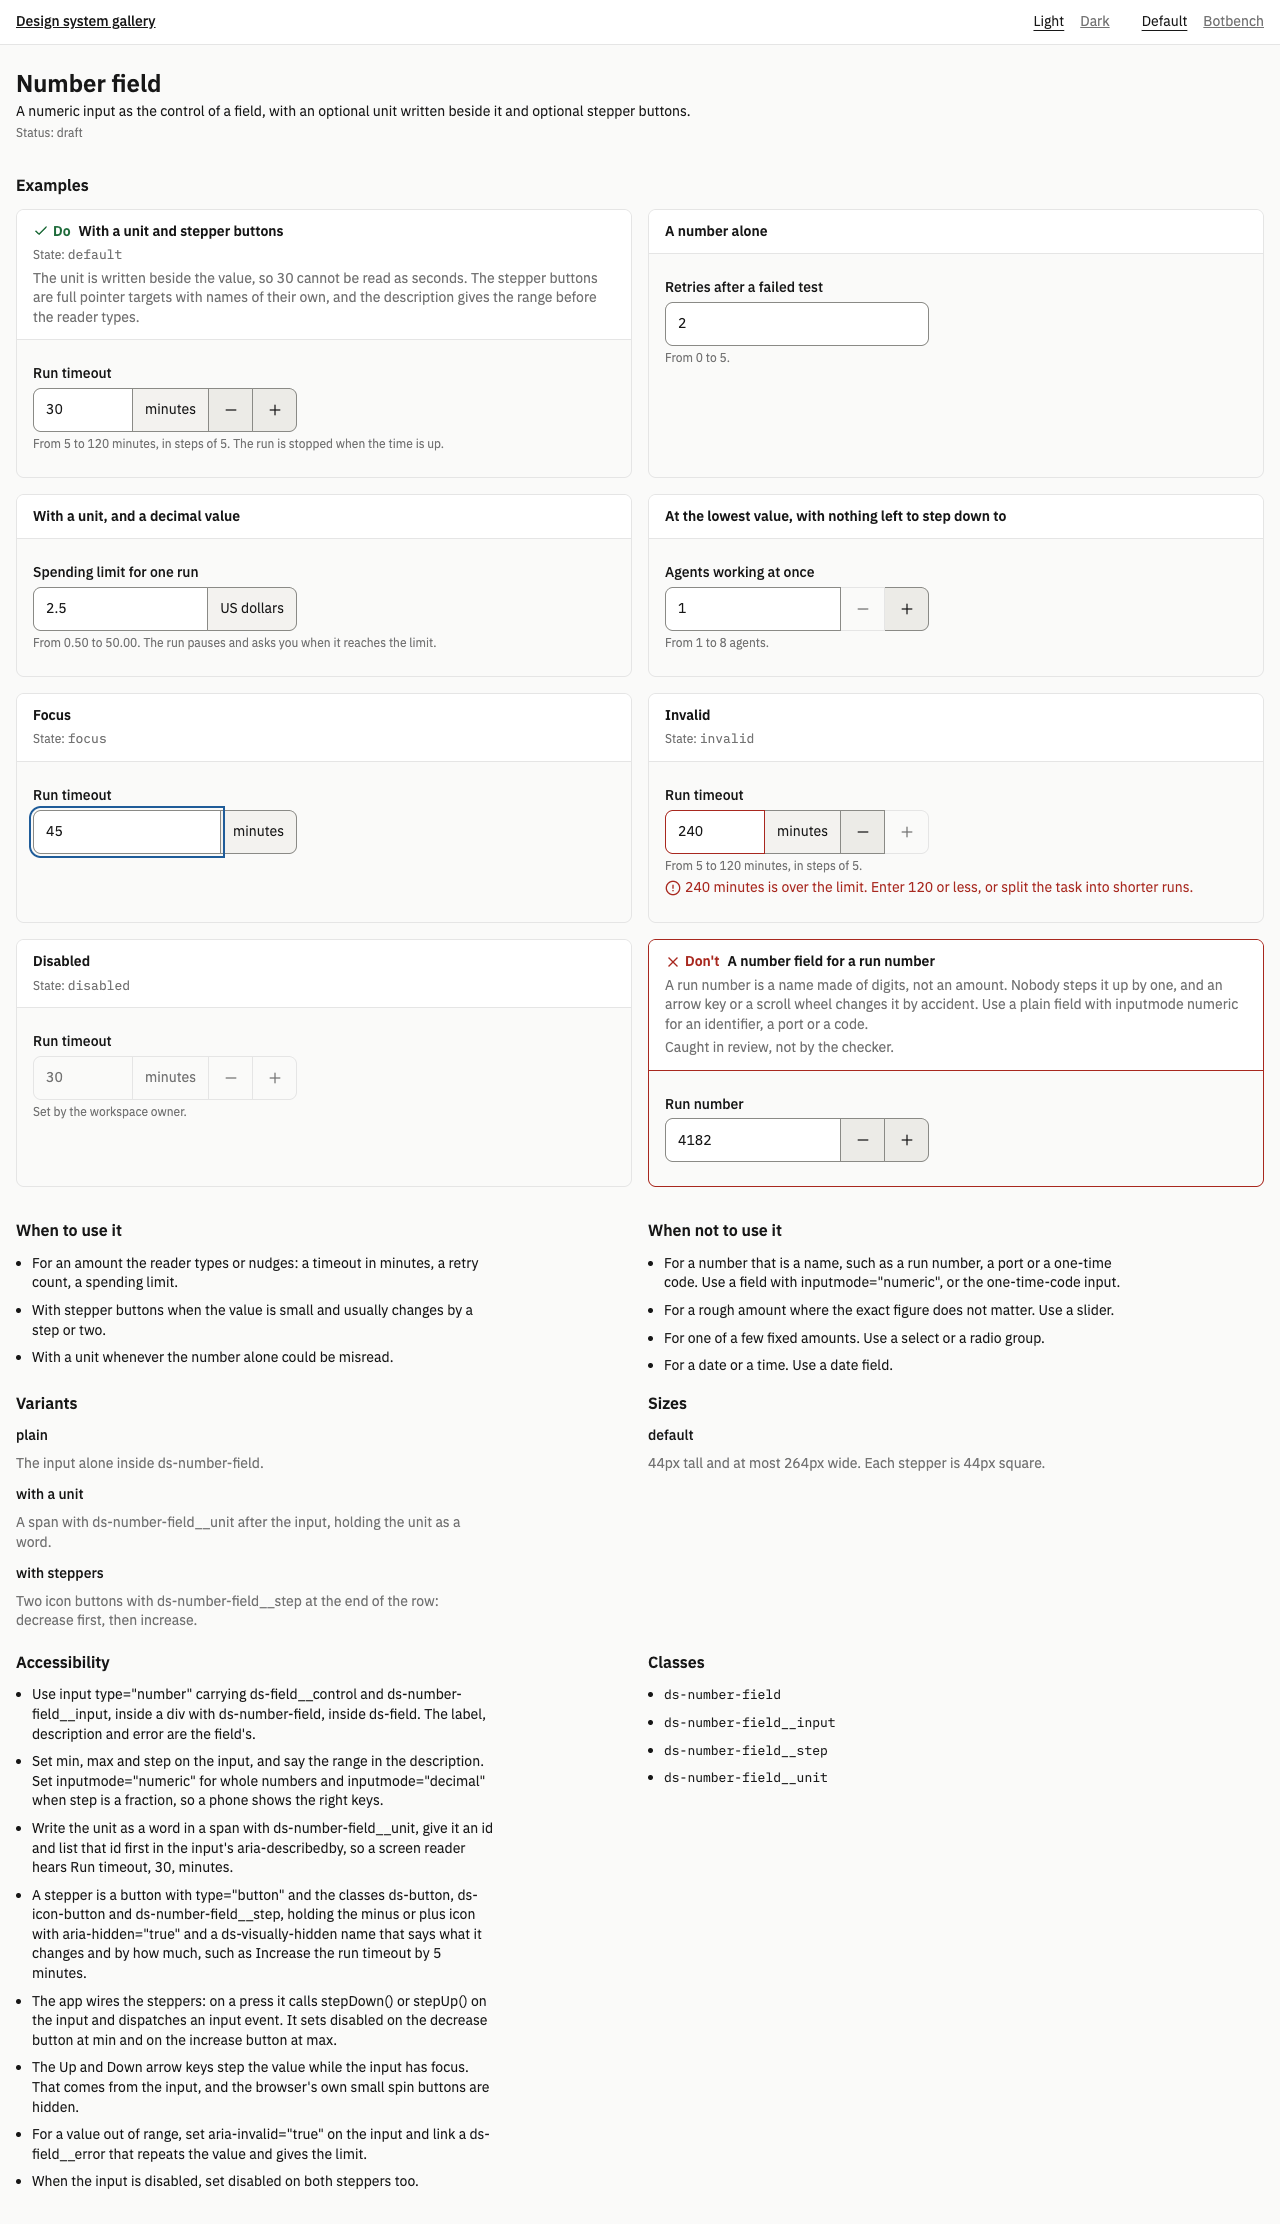 Design system gallery
Light Dark Default Botbench
Number field
A numeric input as the control of a field, with an optional unit written beside it and optional stepper buttons.
Status: draft
Examples
Do With a unit and stepper buttons
State: default
The unit is written beside the value, so 30 cannot be read as seconds. The stepper buttons
are full pointer targets with names of their own, and the description gives the range before
the reader types.
Run timeout
30 minutes − +
From 5 to 120 minutes, in steps of 5. The run is stopped when the time is up.
A number alone
Retries after a failed test
2
From 0 to 5.
With a unit, and a decimal value
Spending limit for one run
2.5 US dollars
From 0.50 to 50.00. The run pauses and asks you when it reaches the limit.
At the lowest value, with nothing left to step down to
Agents working at once
1 − +
From 1 to 8 agents.
Focus
State: focus
Run timeout
45 minutes
Invalid
State: invalid
Run timeout
240 minutes − +
From 5 to 120 minutes, in steps of 5.
240 minutes is over the limit. Enter 120 or less, or split the task into shorter runs.
Disabled
State: disabled
Run timeout
30 minutes − +
Set by the workspace owner.
Don't A number field for a run number
A run number is a name made of digits, not an amount. Nobody steps it up by one, and an
arrow key or a scroll wheel changes it by accident. Use a plain field with inputmode numeric
for an identifier, a port or a code.
Caught in review, not by the checker.
Run number
4182 − +
When to use it
• For an amount the reader types or nudges: a timeout in minutes, a retry
count, a spending limit.
• With stepper buttons when the value is small and usually changes by a
step or two.
• With a unit whenever the number alone could be misread.
When not to use it
• For a number that is a name, such as a run number, a port or a one-time
code. Use a field with inputmode="numeric", or the one-time-code input.
• For a rough amount where the exact figure does not matter. Use a slider.
• For one of a few fixed amounts. Use a select or a radio group.
• For a date or a time. Use a date field.
Variants
plain
The input alone inside ds-number-field.
with a unit
A span with ds-number-field__unit after the input, holding the unit as a
word.
with steppers
Two icon buttons with ds-number-field__step at the end of the row:
decrease first, then increase.
Sizes
default
44px tall and at most 264px wide. Each stepper is 44px square.
Accessibility
• Use input type="number" carrying ds-field__control and ds-number-
field__input, inside a div with ds-number-field, inside ds-field. The label,
description and error are the field's.
• Set min, max and step on the input, and say the range in the description.
Set inputmode="numeric" for whole numbers and inputmode="decimal"
when step is a fraction, so a phone shows the right keys.
• Write the unit as a word in a span with ds-number-field__unit, give it an id
and list that id first in the input's aria-describedby, so a screen reader
hears Run timeout, 30, minutes.
• A stepper is a button with type="button" and the classes ds-button, ds-
icon-button and ds-number-field__step, holding the minus or plus icon
with aria-hidden="true" and a ds-visually-hidden name that says what it
changes and by how much, such as Increase the run timeout by 5
minutes.
• The app wires the steppers: on a press it calls stepDown() or stepUp() on
the input and dispatches an input event. It sets disabled on the decrease
button at min and on the increase button at max.
• The Up and Down arrow keys step the value while the input has focus.
That comes from the input, and the browser's own small spin buttons are
hidden.
• For a value out of range, set aria-invalid="true" on the input and link a ds-
field__error that repeats the value and gives the limit.
• When the input is disabled, set disabled on both steppers too.
Classes
• ds-number-field
• ds-number-field__input
• ds-number-field__step
• ds-number-field__unit